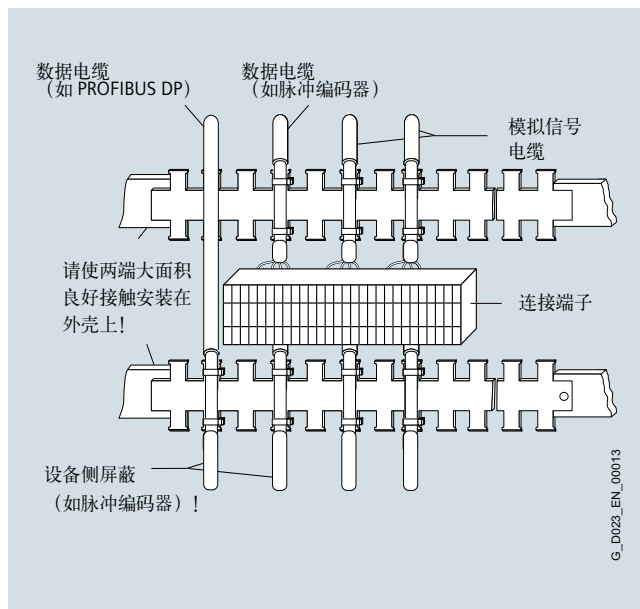 数据电缆
（如 PROFIBUS DP）
数据电缆
（如脉冲编码器）
模拟信号
电缆
请使两端大面积
良好接触安装在
外壳上！
连接端子
设备侧屏蔽
（如脉冲编码器）！
G_D023_EN_00013